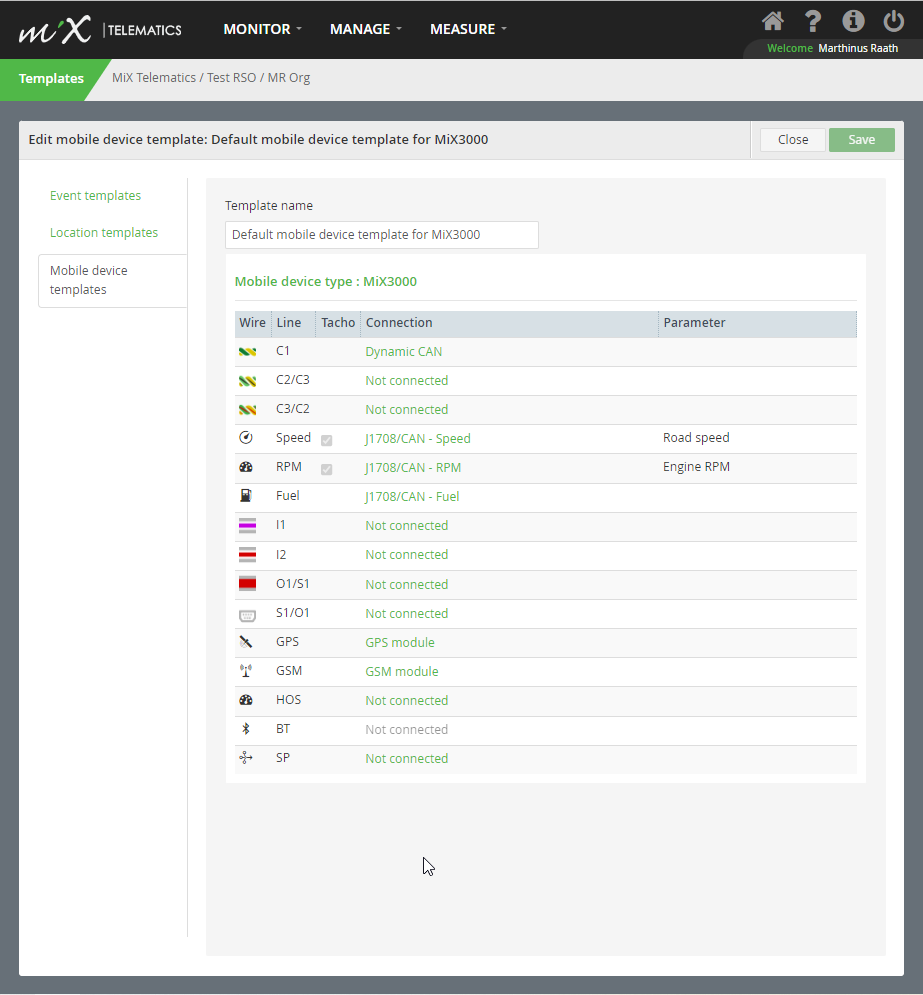 miX TELEMATICS MONITOR MANAGE MEASURE
Welcome Marthinus Raath
Templates MiX Telematics / Test RSO / MR Org
Edit mobile device template: Default mobile device template for MiX3000 Close Save
Event templates
Location templates
Mobile device
templates
Template name
Default mobile device template for MiX3000
Mobile device type : MiX3000
Wire Line Tacho Connection Parameter
C1 Dynamic CAN
C2/C3 Not connected
C3/C2 Not connected
Speed J1708/CAN - Speed Road speed
RPM J1708/CAN - RPM Engine RPM
Fuel J1708/CAN - Fuel
I1 Not connected
I2 Not connected
O1/S1 Not connected
S1/O1 Not connected
GPS GPS module
GSM GSM module
HOS Not connected
BT Not connected
SP Not connected